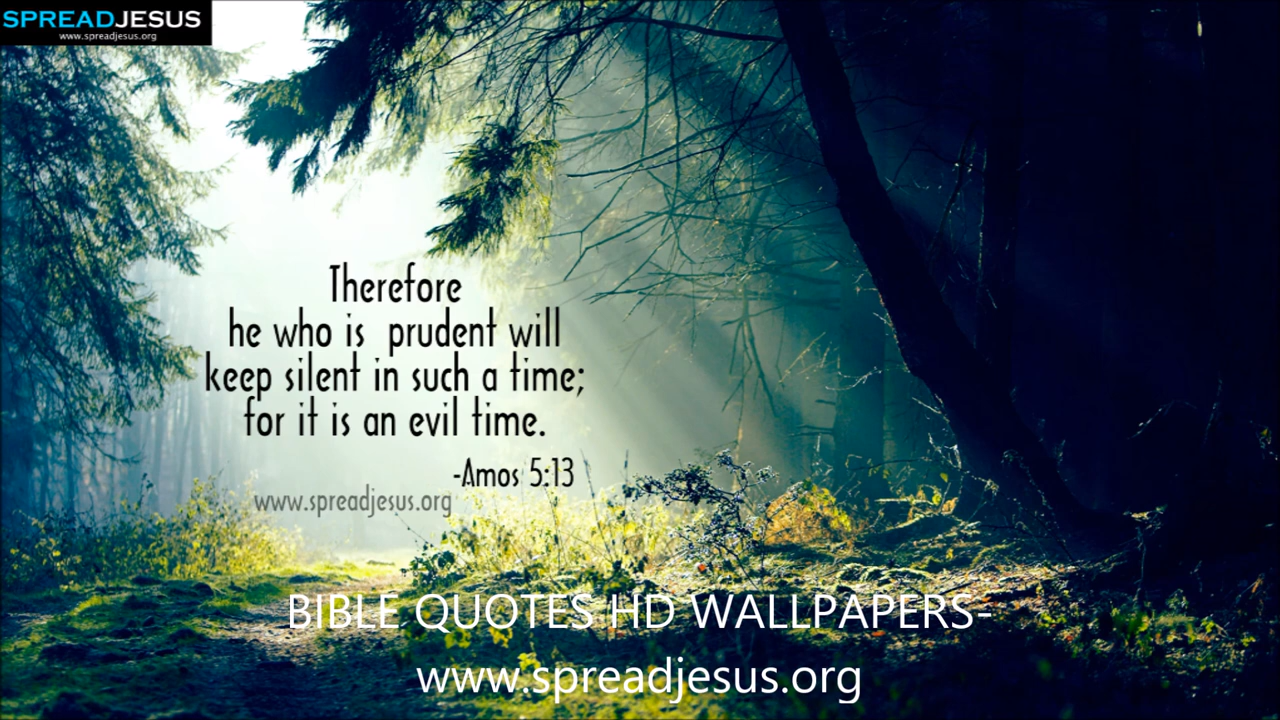 SPREADJESUS
www.spreadjesus.org
Therefore
he who is prudent will
keep silent in such a time;
for it is an evil time.
-Amos 5:13
www.spreadjesus.org
BIBLE QUOTES HD WALLPAPERS-
www.spreadjesus.org